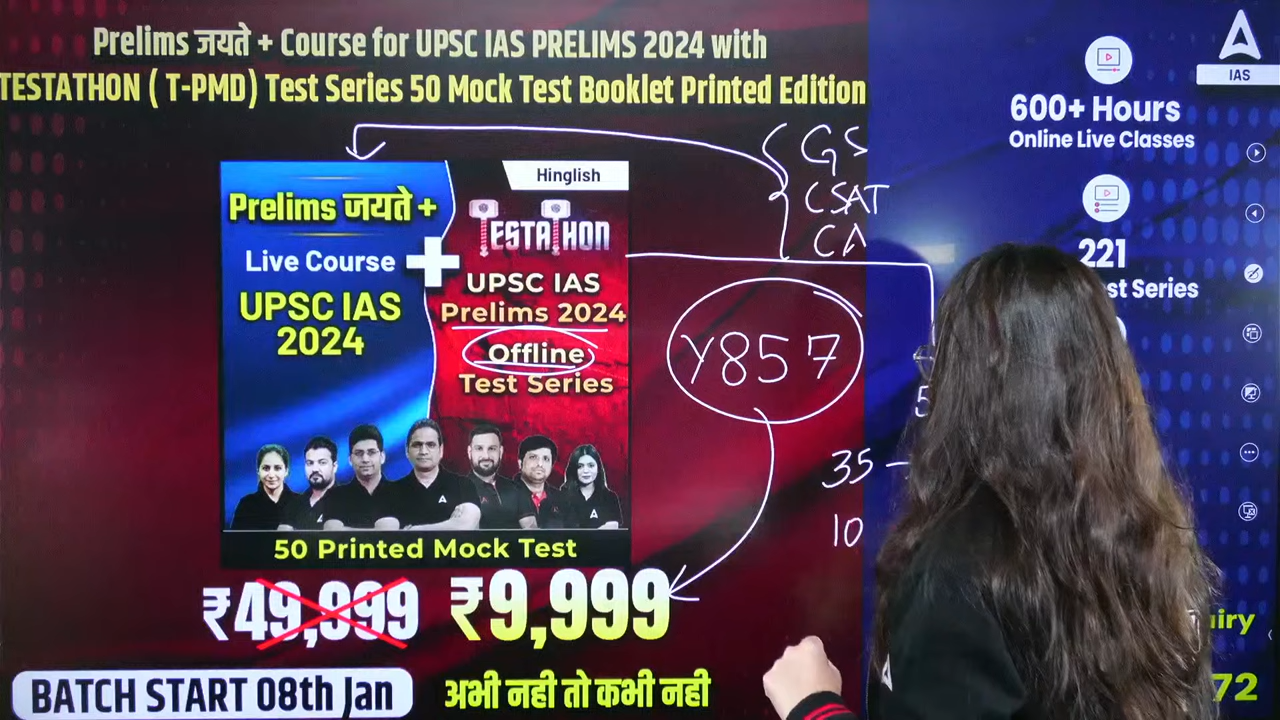 Prelims जयते + Course for UPSC IAS PRELIMS 2024 with
TESTATHON ( T-PMD) Test Series 50 Mock Test Booklet Printed Edition
IAS
600+ Hours
Online Live Classes
221
Series
GS
CSAT
CA
Hinglish
Prelims जयते +
Live Course
UPSC IAS
2024
+
TESTATHON
UPSC IAS
Prelims 2024
Offline
Test Series
50 Printed Mock Test
Y857
35 –
10
₹49,999 ₹9,999
BATCH START 08th Jan
अभी नही तो कभी नही
72